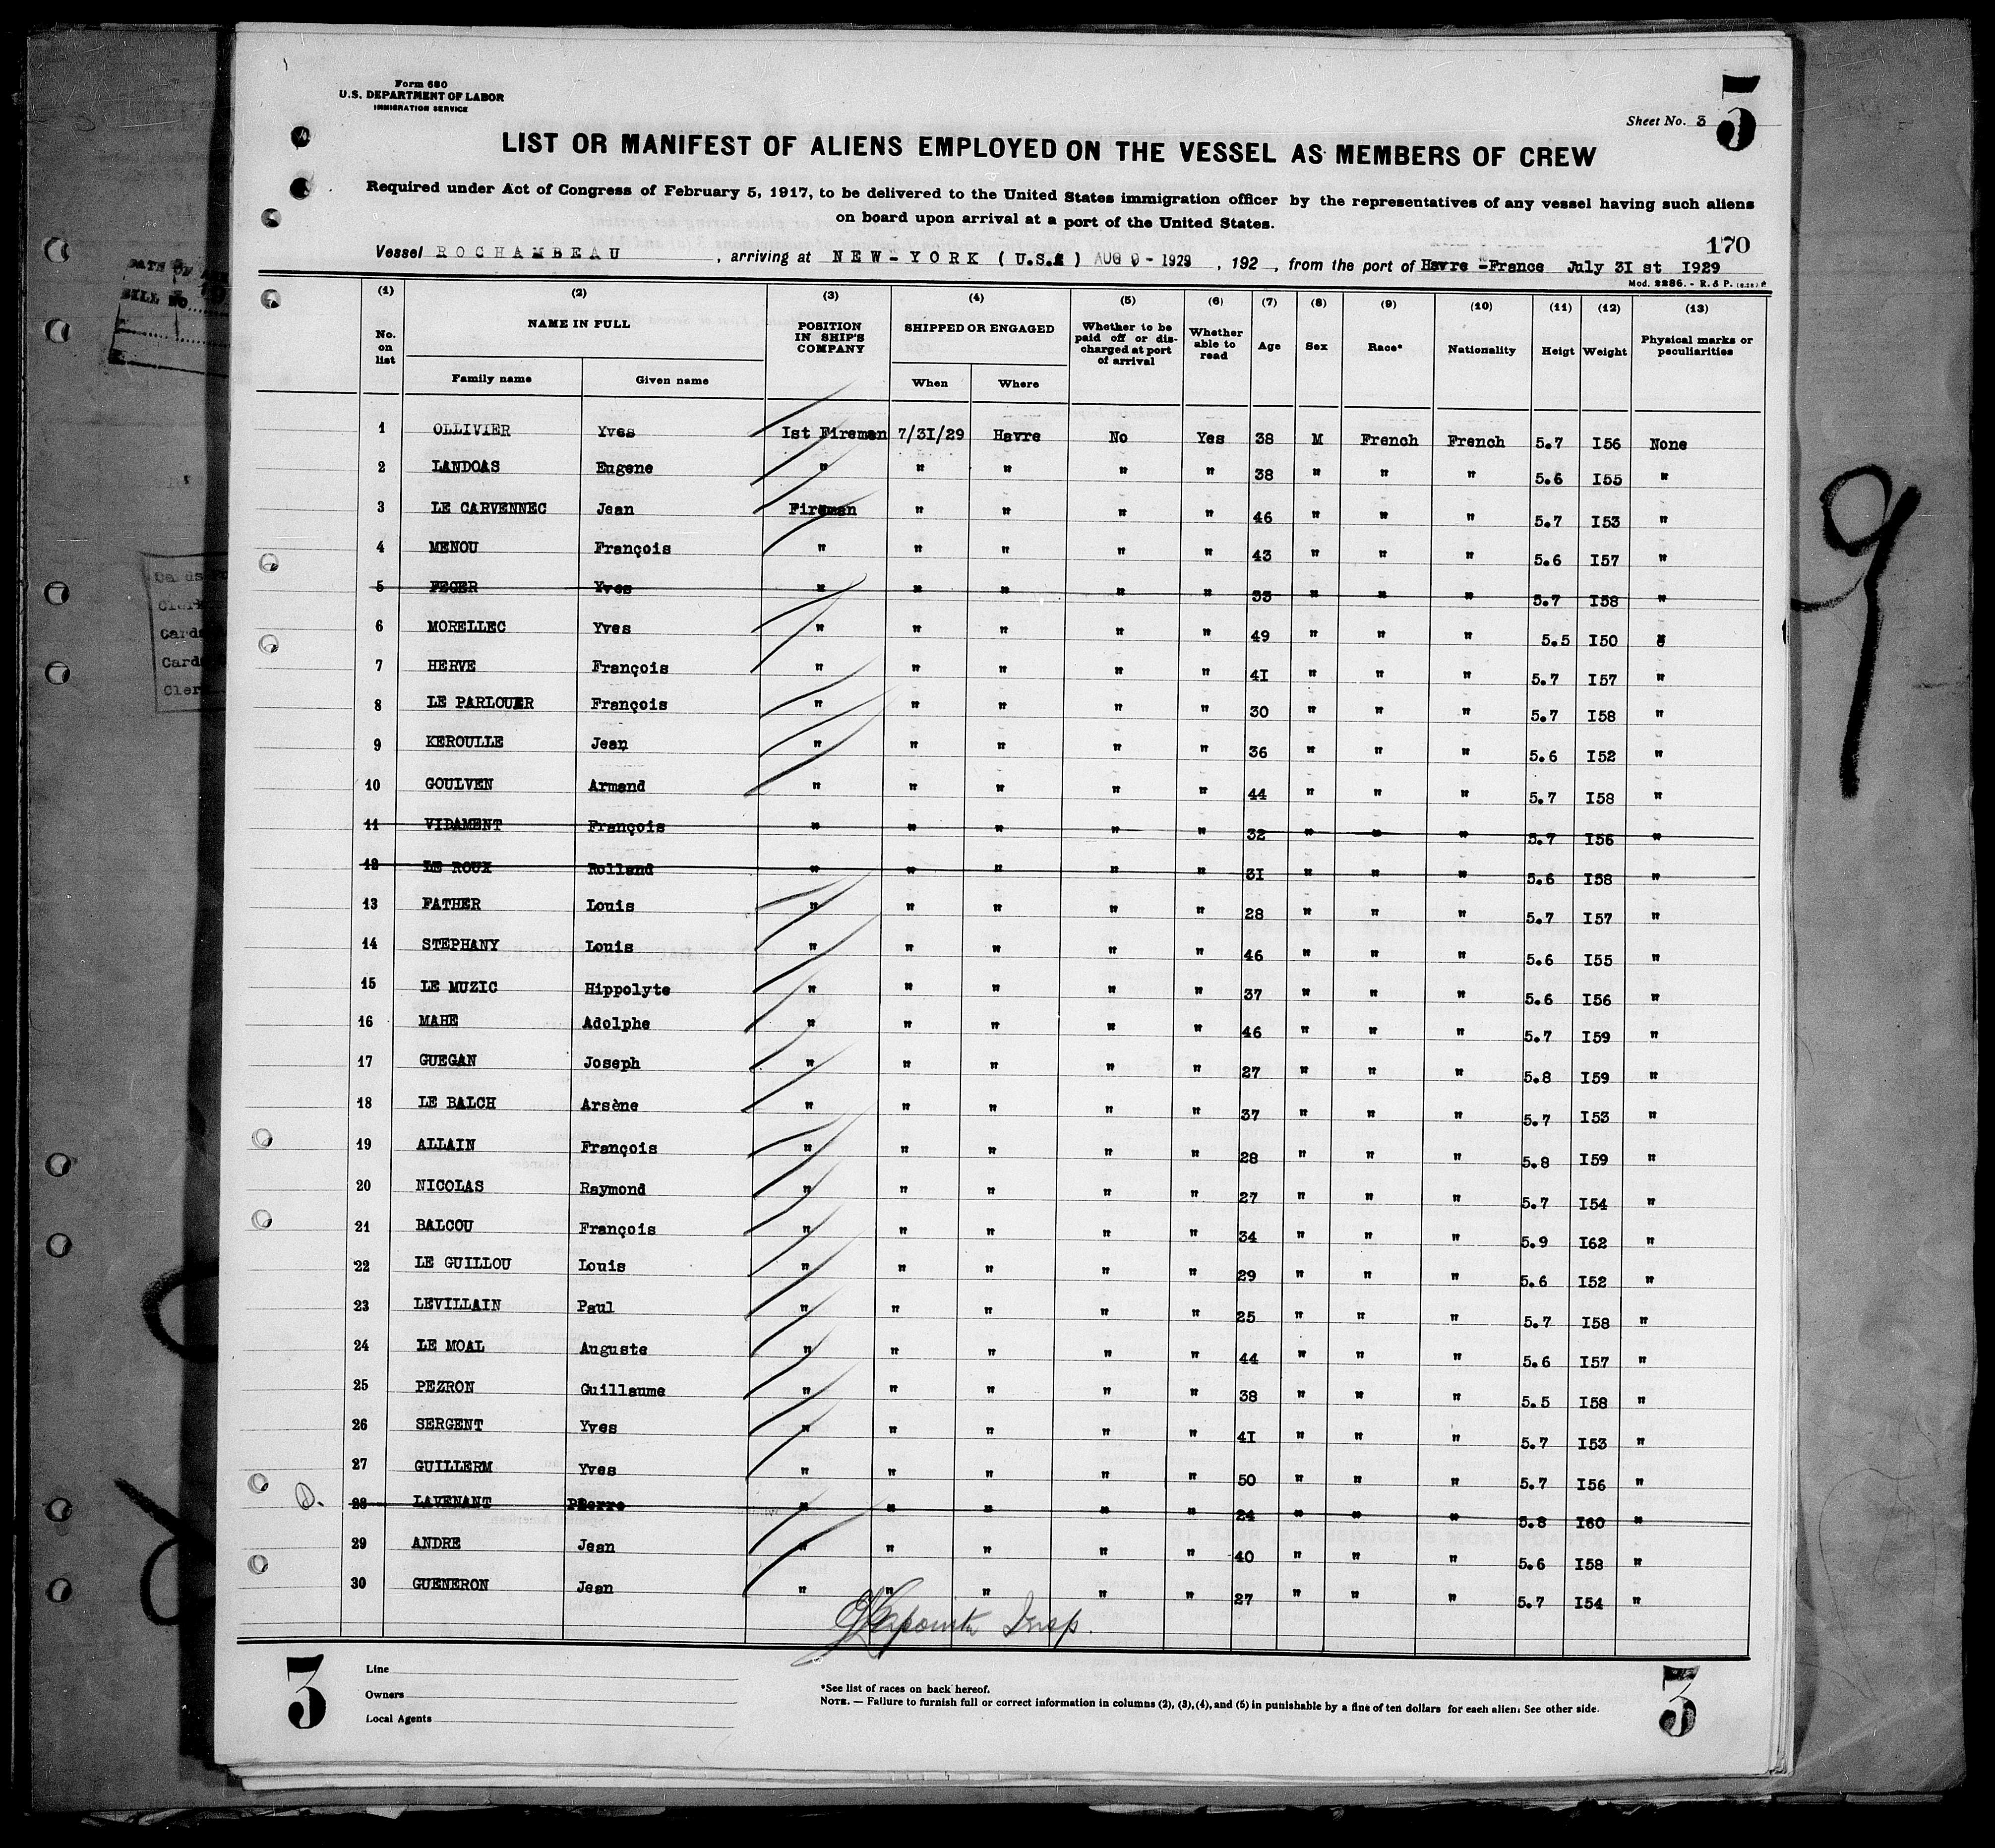 Form 680
U.S. DEPARTMENT OF LABOR
IMMIGRATION SERVICE
Sheet No. 3
3
LIST OR MANIFEST OF ALIENS EMPLOYED ON THE VESSEL AS MEMBERS OF CREW
Required under Act of Congress of February 5, 1917, to be delivered to the United States immigration officer by the representatives of any vessel having such aliens
on board upon arrival at a port of the United States.
170
Vessel ROCHAMBEAU, arriving at NEW-YORK (U.S.A) AUG 9 - 1929, 192 , from the port of Havre -France July 3I st I929
Mod. 2286. - R. & P.
(1) No. on list (2) NAME IN FULL Family name Given name (3) POSITION IN SHIP'S COMPANY (4) SHIPPED OR ENGAGED When Where (5) Whether to be paid off or discharged at port of arrival (6) Whether able to read (7) Age (8) Sex (9) Race* (10) Nationality (11) Heigt (12) Weight (13) Physical marks or peculiarities
1 OLLIVIER Yves Ist Fireman 7/3I/29 Havre No Yes 38 M French French 5.7 I56 None
2 LANDOAS Eugene " " " " " 38 " " " 5.6 I55 "
3 LE CARVENNEC Jean Fireman " " " " 46 " " " 5.7 I53 "
4 MENOU François " " " " " 43 " " " 5.6 I57 "
5 FEGER Yves " " " " " 33 " " " 5.7 I58 "
6 MORELLEC Yves " " " " " 49 " " " 5.5 I50 "
7 HERVE François " " " " " 4I " " " 5.7 I57 "
8 LE PARLOUER François " " " " " 30 " " " 5.7 I58 "
9 KEROULLE Jean " " " " " 36 " " " 5.6 I52 "
10 GOULVEN Armand " " " " " 44 " " " 5.7 I58 "
11 VIDAMENT François " " " " " 32 " " " 5.7 I56 "
12 LE ROUX Rolland " " " " " 3I " " " 5.6 I58 "
13 FATHER Louis " " " " " 28 " " " 5.7 I57 "
14 STEPHANY Louis " " " " " 46 " " " 5.6 I55 "
15 LE MUZIC Hippolyte " " " " " 37 " " " 5.6 I56 "
16 MAHE Adolphe " " " " " 46 " " " 5.7 I59 "
17 GUEGAN Joseph " " " " " 27 " " " 5.8 I59 "
18 LE BALCH Arsène " " " " " 37 " " " 5.7 I53 "
19 ALLAIN François " " " " " 28 " " " 5.8 I59 "
20 NICOLAS Raymond " " " " " 27 " " " 5.7 I54 "
21 BALCOU François " " " " " 34 " " " 5.9 I62 "
22 LE GUILLOU Louis " " " " " 29 " " " 5.6 I52 "
23 LEVILLAIN Paul " " " " " 25 " " " 5.7 I58 "
24 LE MOAL Auguste " " " " " 44 " " " 5.6 I57 "
25 PEZRON Guillaume " " " " " 38 " " " 5.5 I58 "
26 SERGENT Yves " " " " " 4I " " " 5.7 I53 "
27 GUILLERM Yves " " " " " 50 " " " 5.7 I56 "
D. 28 LAVENANT Pierre " " " " " 24 " " " 5.8 I60 "
29 ANDRE Jean " " " " " 40 " " " 5.6 I58 "
30 GUENERON Jean " " " " " 27 " " " 5.7 I54 "
Lapointe Insp.
3
Line
Owners
Local Agents
*See list of races on back hereof.
NOTE. — Failure to furnish full or correct information in columns (2), (3), (4), and (5) in punishable by a fine of ten dollars for each alien. See other side.
3
9